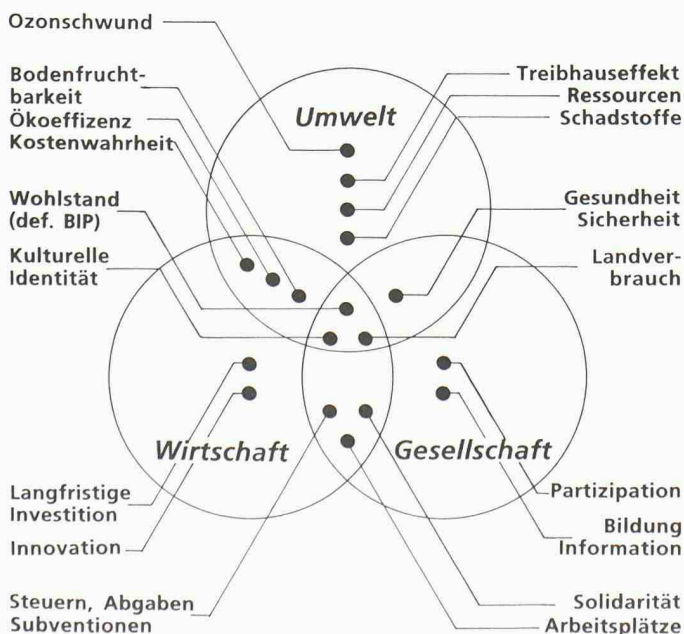 Ozonschwund
Bodenfrucht-
barkeit
Ökoeffizenz
Kostenwahrheit
Wohlstand
(def. BIP)
Kulturelle
Identität
Umwelt
Treibhauseffekt
Ressourcen
Schadstoffe
Gesundheit
Sicherheit
Landver-
brauch
Wirtschaft
Gesellschaft
Langfristige
Investition
Innovation
Steuern, Abgaben
Subventionen
Partizipation
Bildung
Information
Solidarität
Arbeitsplätze